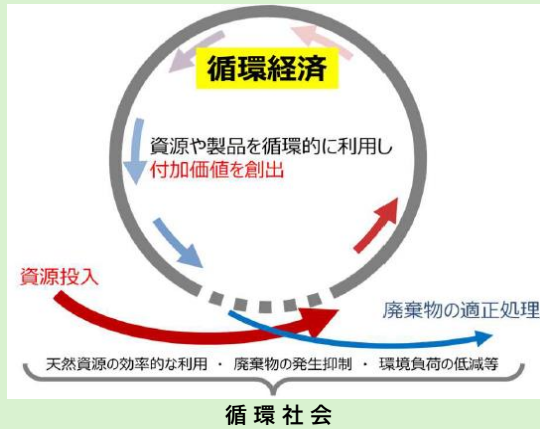 循環経済
資源や製品を循環的に利用し
付加価値を創出
資源投入
廃棄物の適正処理
天然資源の効率的な利用 ・ 廃棄物の発生抑制 ・ 環境負荷の低減等
循環社会